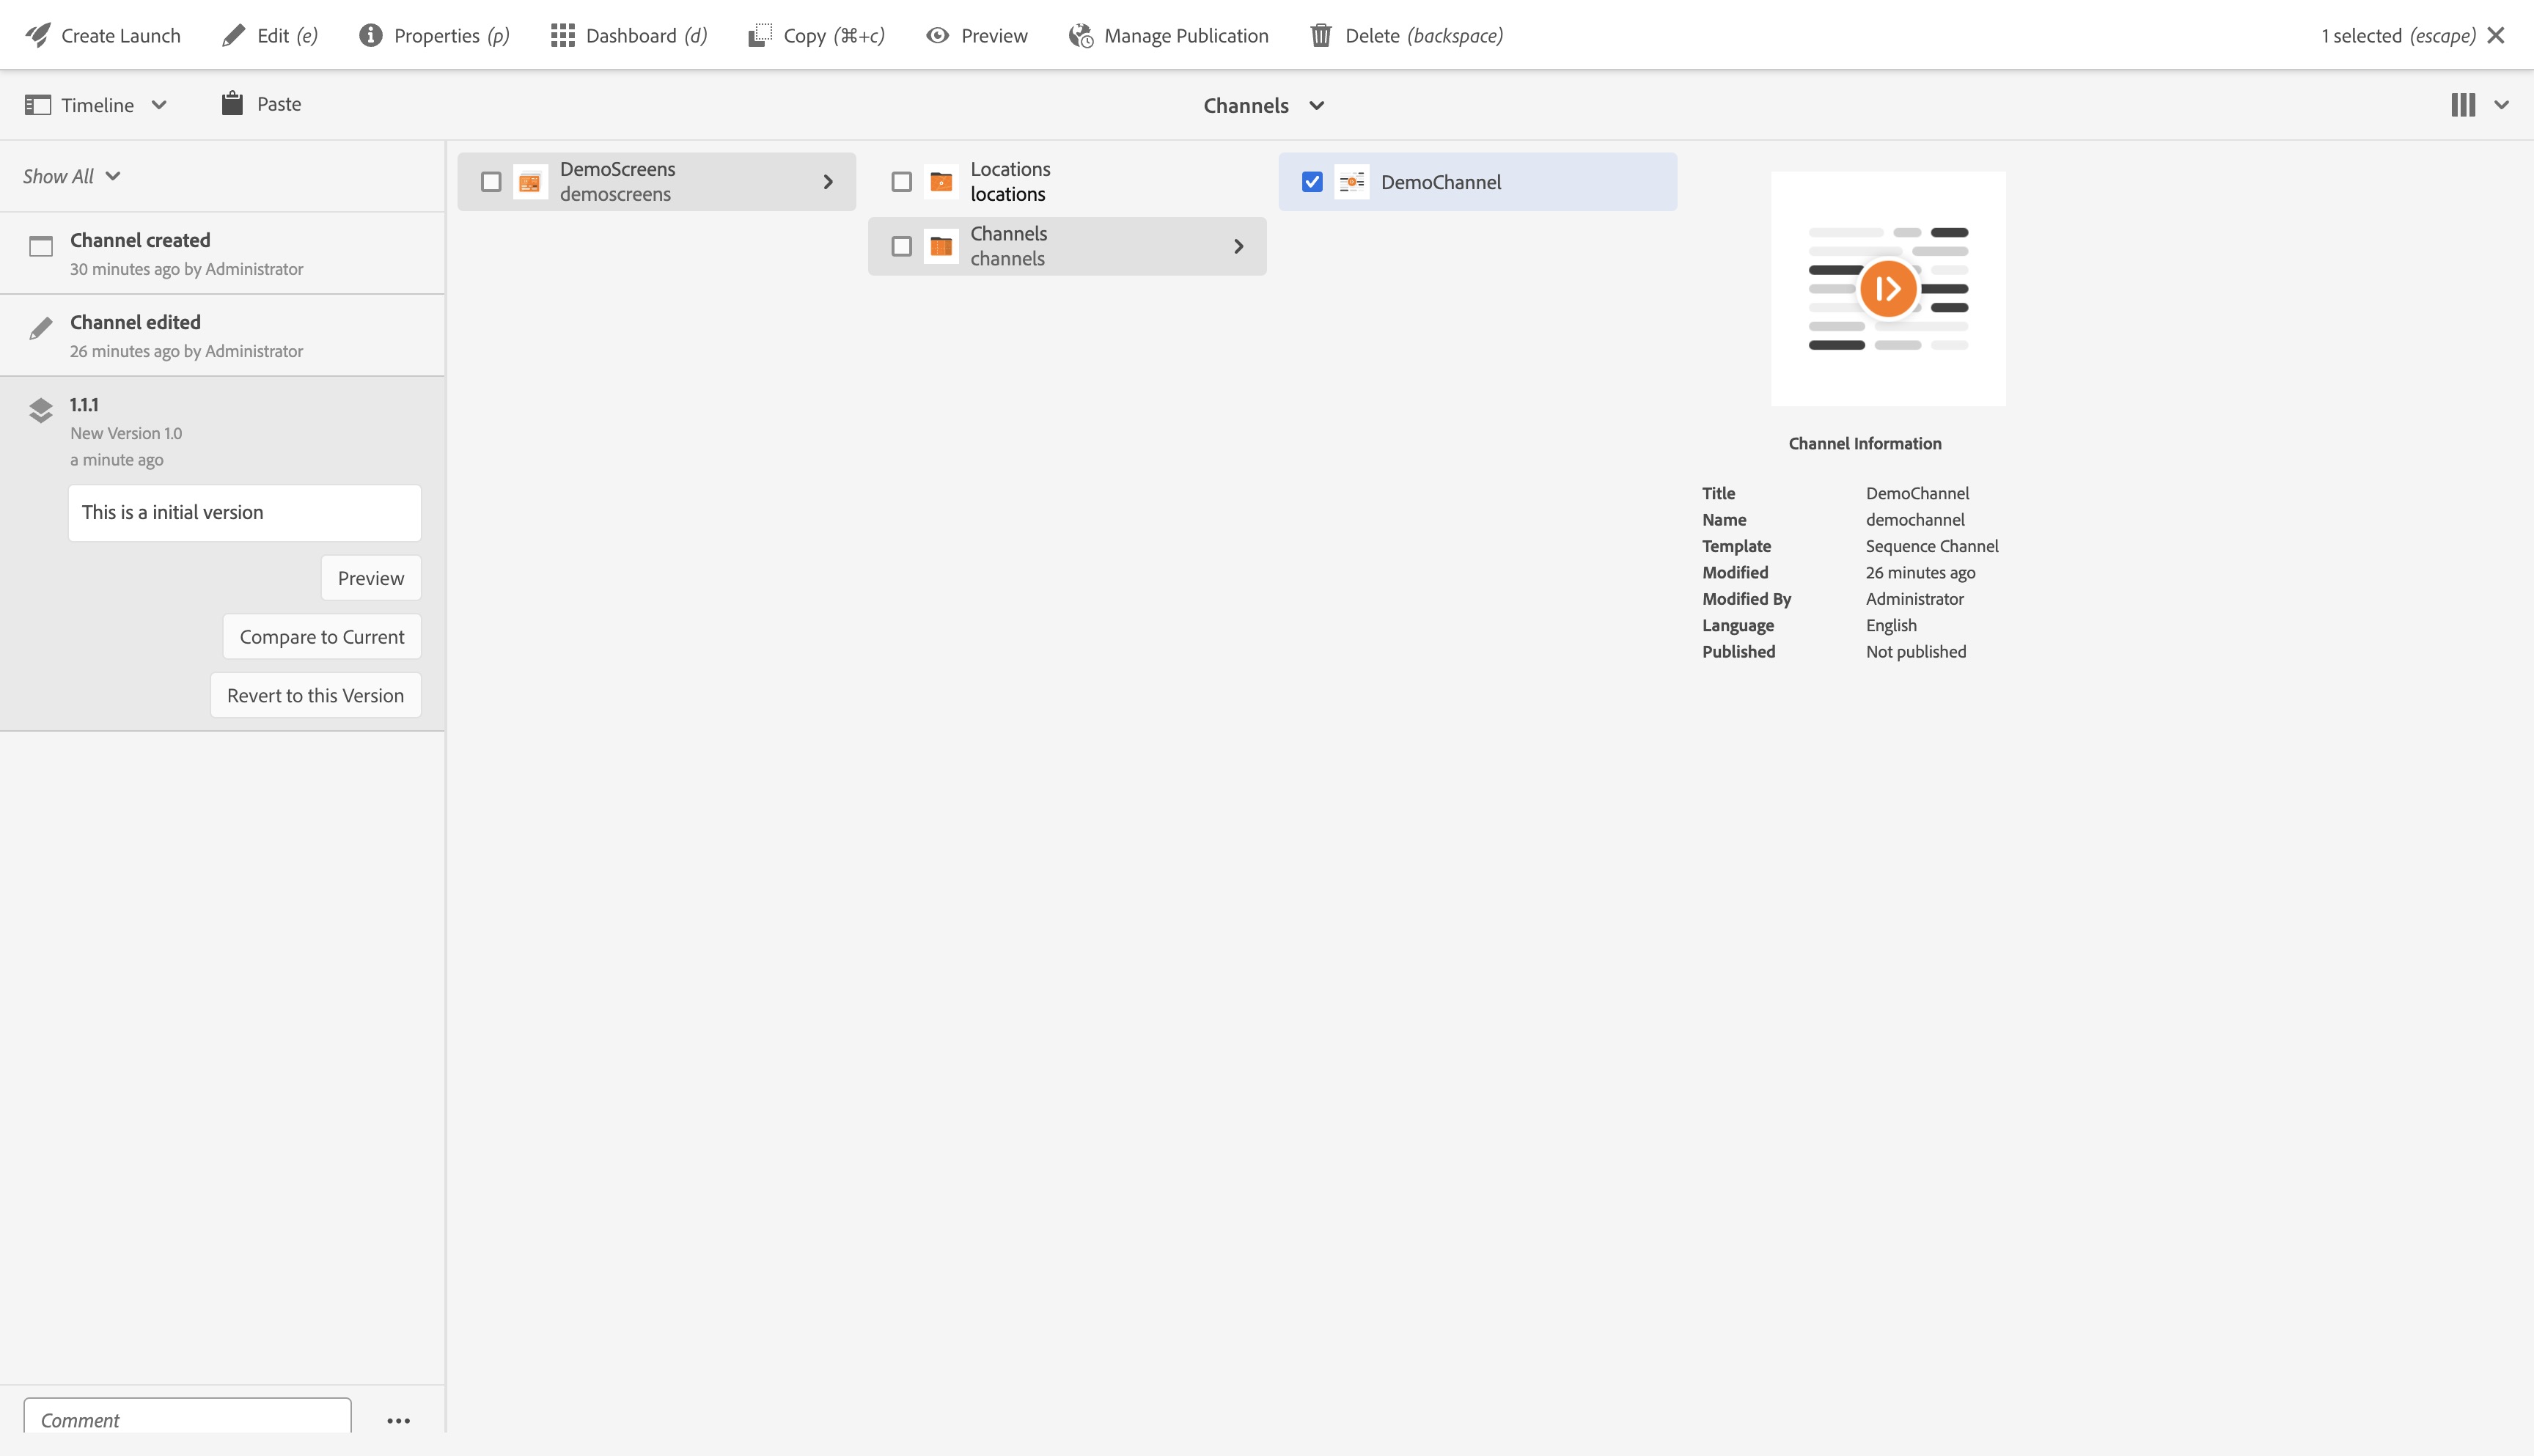 Create Launch Edit (e) Properties (p) Dashboard (d) Copy (⌘+c) Preview Manage Publication Delete (backspace) 1 selected (escape)
Timeline Paste Channels
Show All
Channel created
30 minutes ago by Administrator
Channel edited
26 minutes ago by Administrator
1.1.1
New Version 1.0
a minute ago
This is a initial version
Preview
Compare to Current
Revert to this Version
Comment
DemoScreens
demoscreens
Locations
locations
Channels
channels
DemoChannel
Channel Information
Title DemoChannel
Name demochannel
Template Sequence Channel
Modified 26 minutes ago
Modified By Administrator
Language English
Published Not published